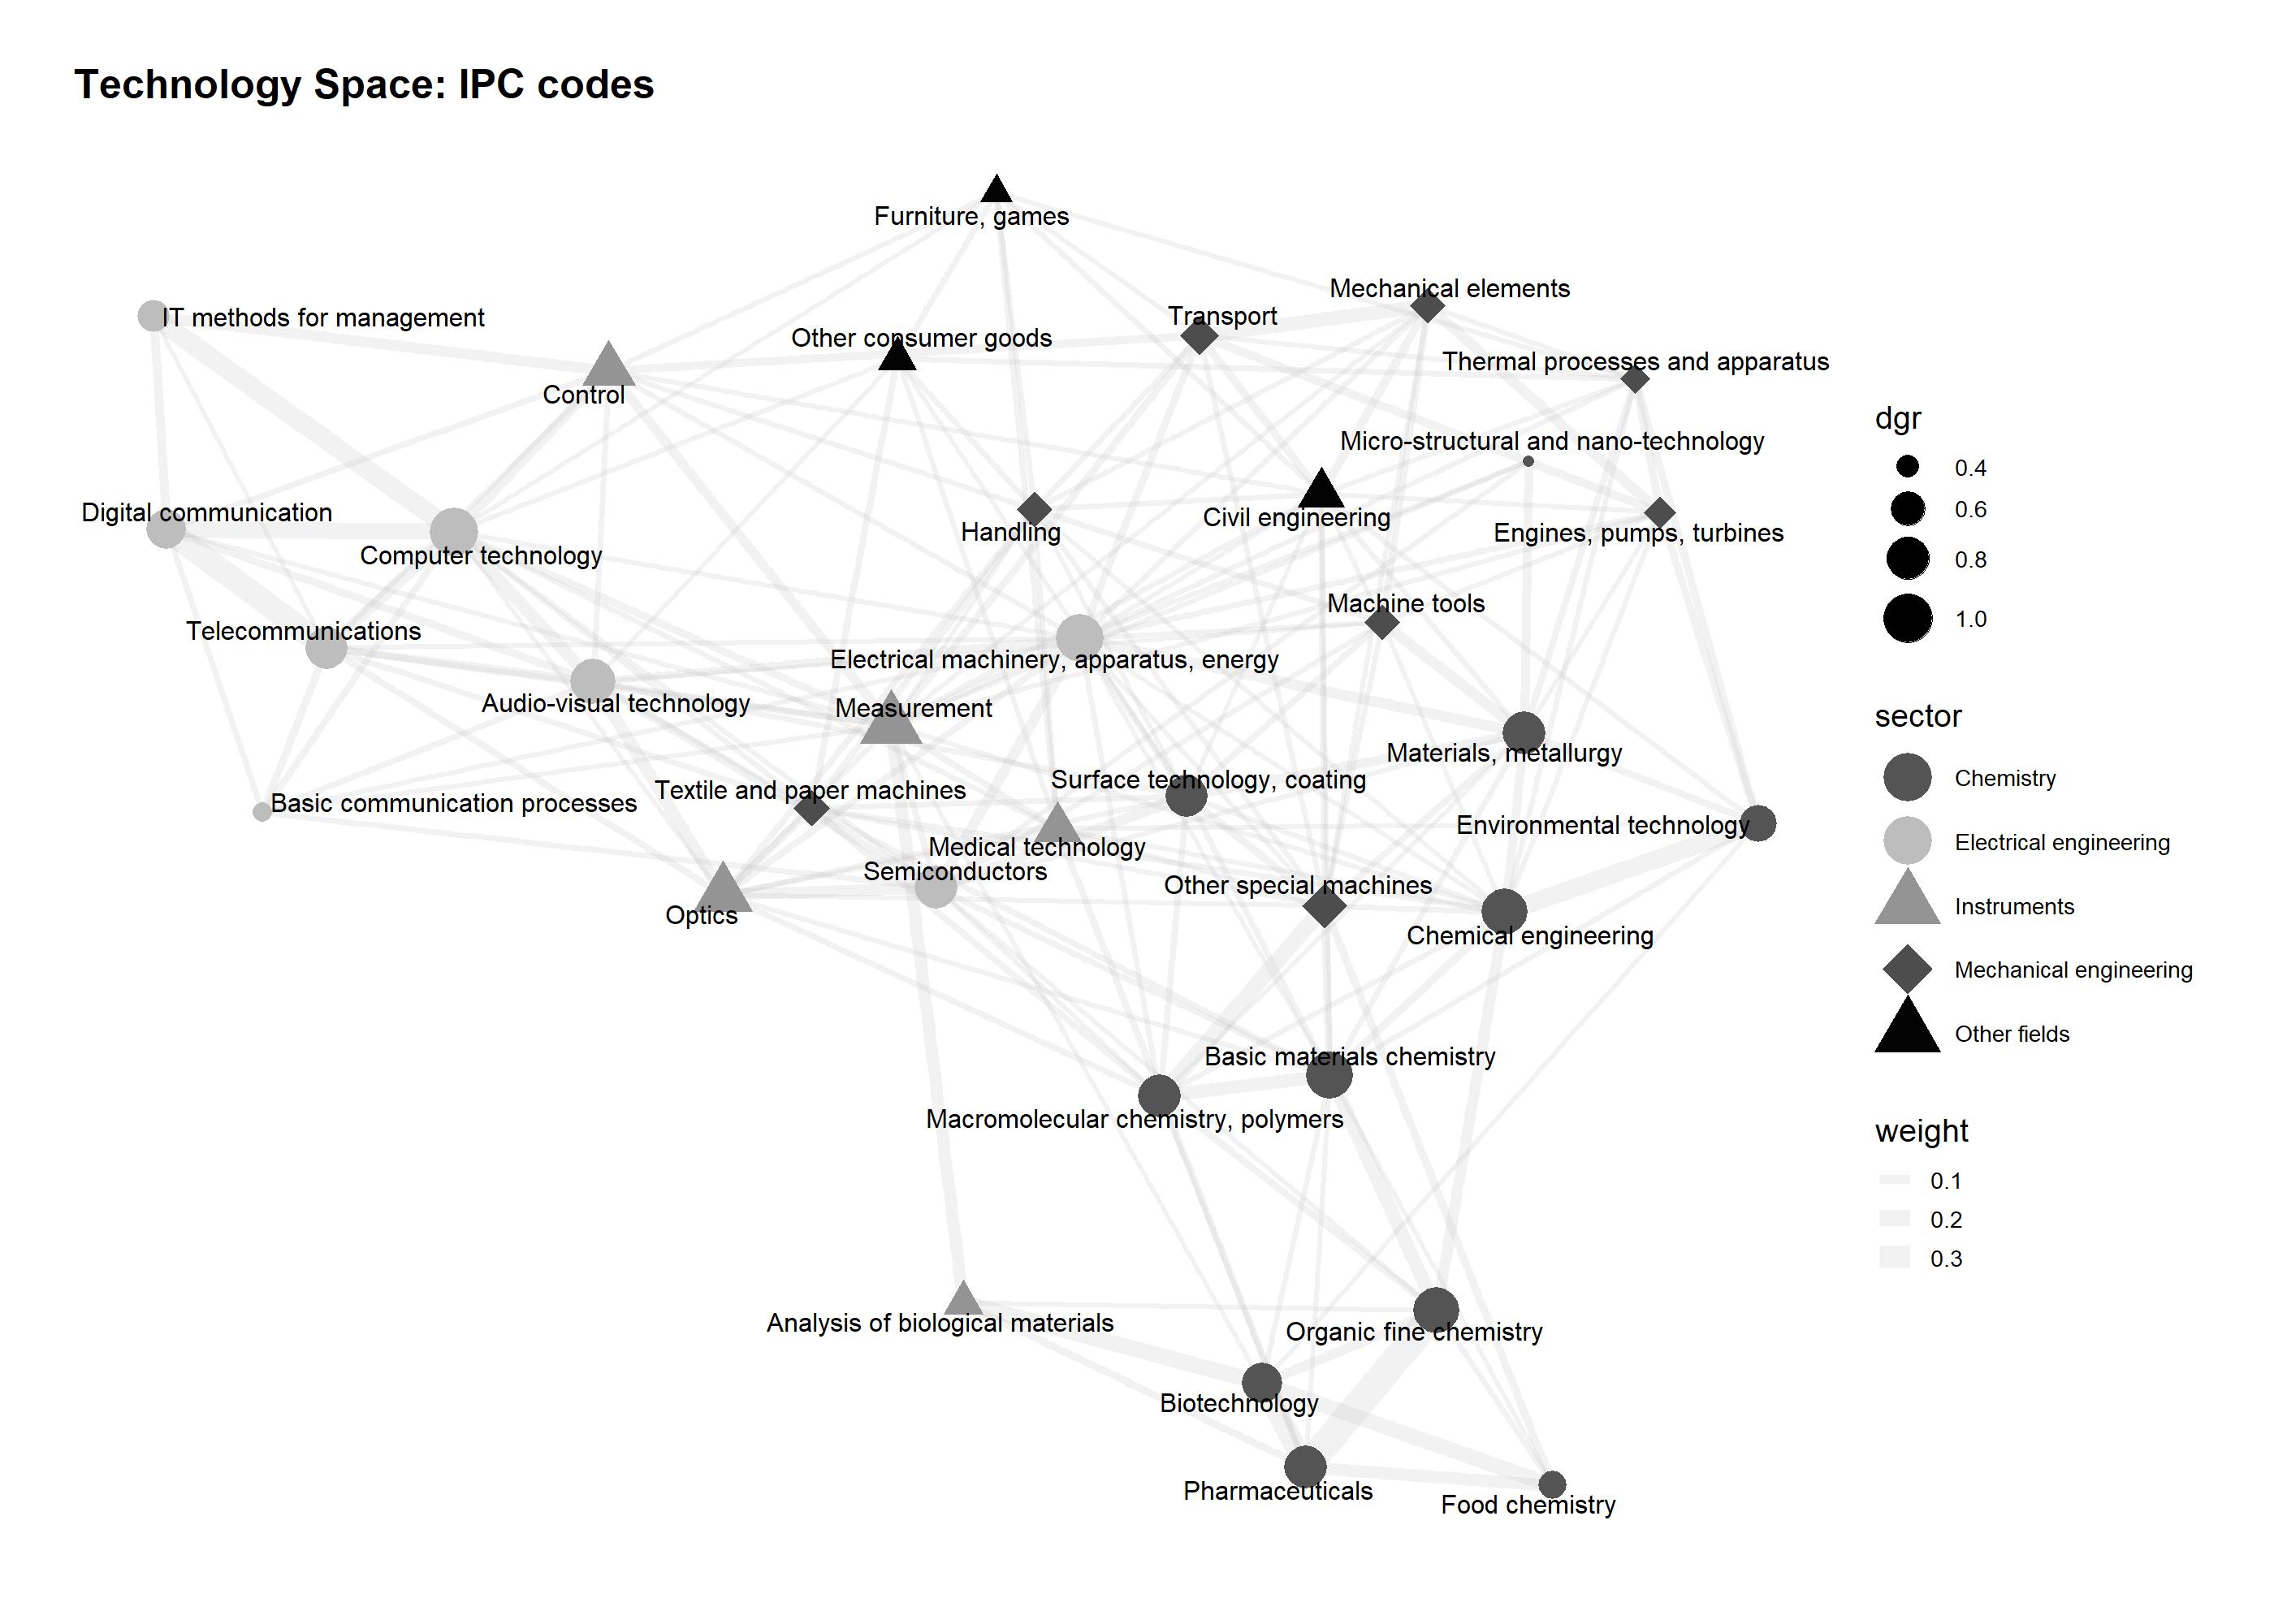 Technology Space: IPC codes
Furniture, games
Mechanical elements
IT methods for management
Transport
Other consumer goods
Thermal processes and apparatus
Control
Micro-structural and nano-technology
Digital communication
Civil engineering
Handling
Engines, pumps, turbines
Computer technology
Machine tools
Telecommunications
Electrical machinery, apparatus, energy
Audio-visual technology
Measurement
Materials, metallurgy
Surface technology, coating
Textile and paper machines
Basic communication processes
Environmental technology
Medical technology
Semiconductors
Other special machines
Optics
Chemical engineering
Basic materials chemistry
Macromolecular chemistry, polymers
Analysis of biological materials
Organic fine chemistry
Biotechnology
Pharmaceuticals
Food chemistry
dgr
0.4
0.6
0.8
1.0
sector
Chemistry
Electrical engineering
Instruments
Mechanical engineering
Other fields
weight
0.1
0.2
0.3